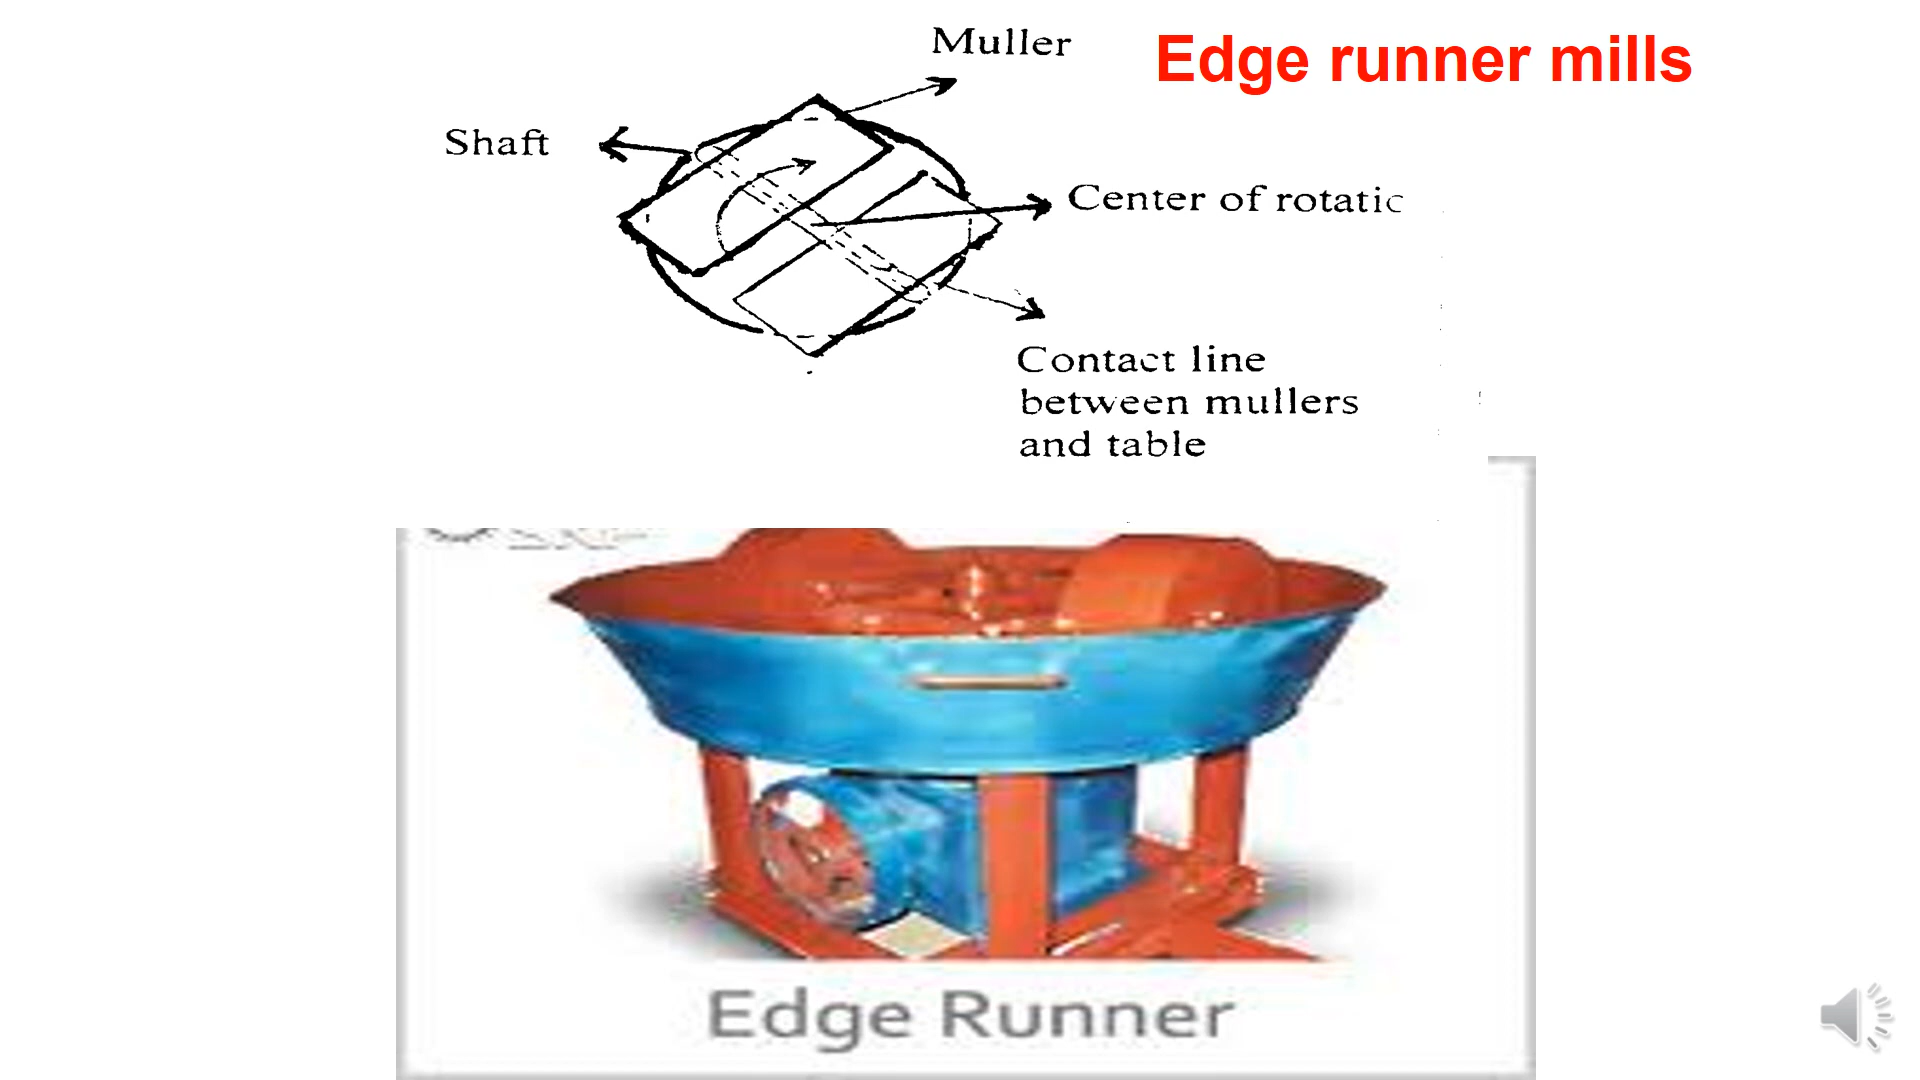 Muller
Edge runner mills
Shaft
Center of rotatic
Contact line
between mullers
and table
Edge Runner